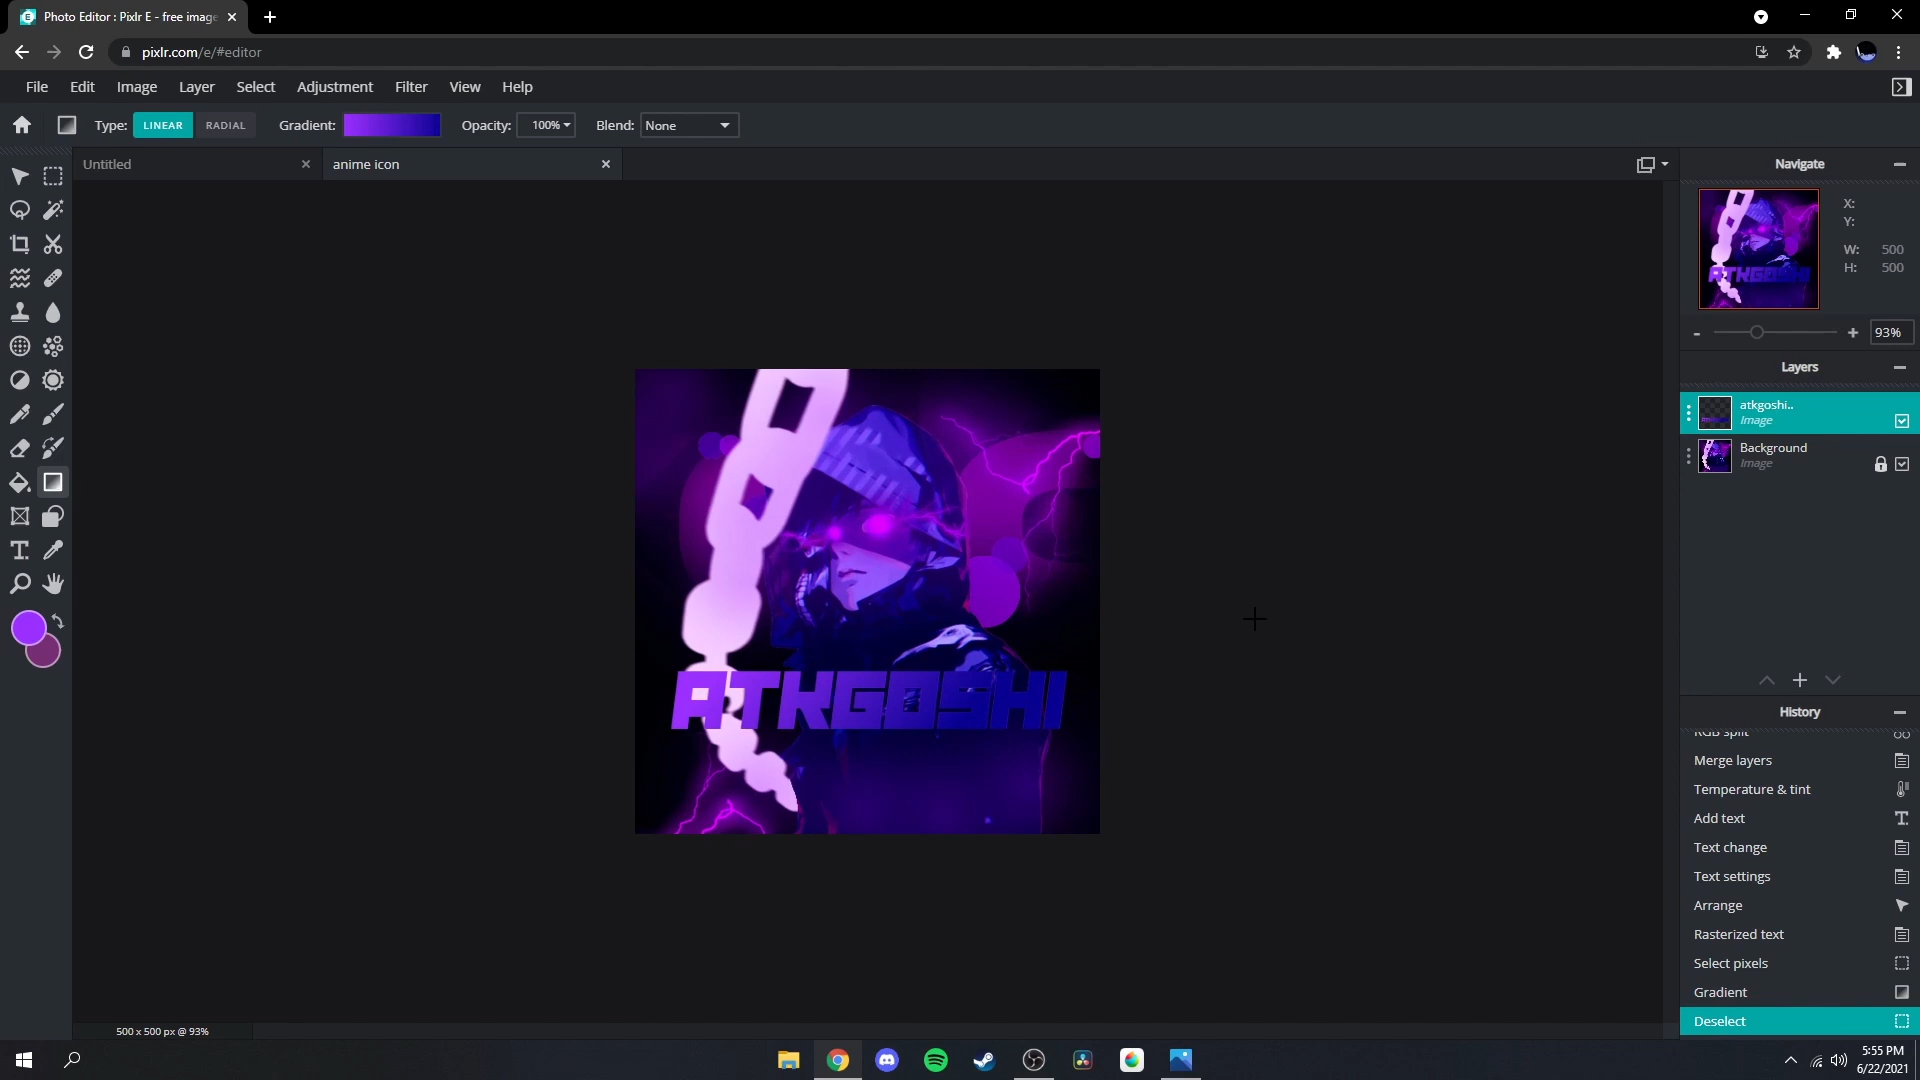 Photo Editor : Pixlr E - free image
pixlr.com/e/#editor
File Edit Image Layer Select Adjustment Filter View Help
Type: LINEAR RADIAL Gradient: Opacity: 100% Blend: None
Untitled
anime icon
Navigate
X:
Y:
W: 500
H: 500
- + 93%
Layers
atkgoshi..
Image
Background
Image
ATKGOSHI
History
RGB split
Merge layers
Temperature & tint
Add text
Text change
Text settings
Arrange
Rasterized text
Select pixels
Gradient
Deselect
500 x 500 px @ 93%
5:55 PM
6/22/2021